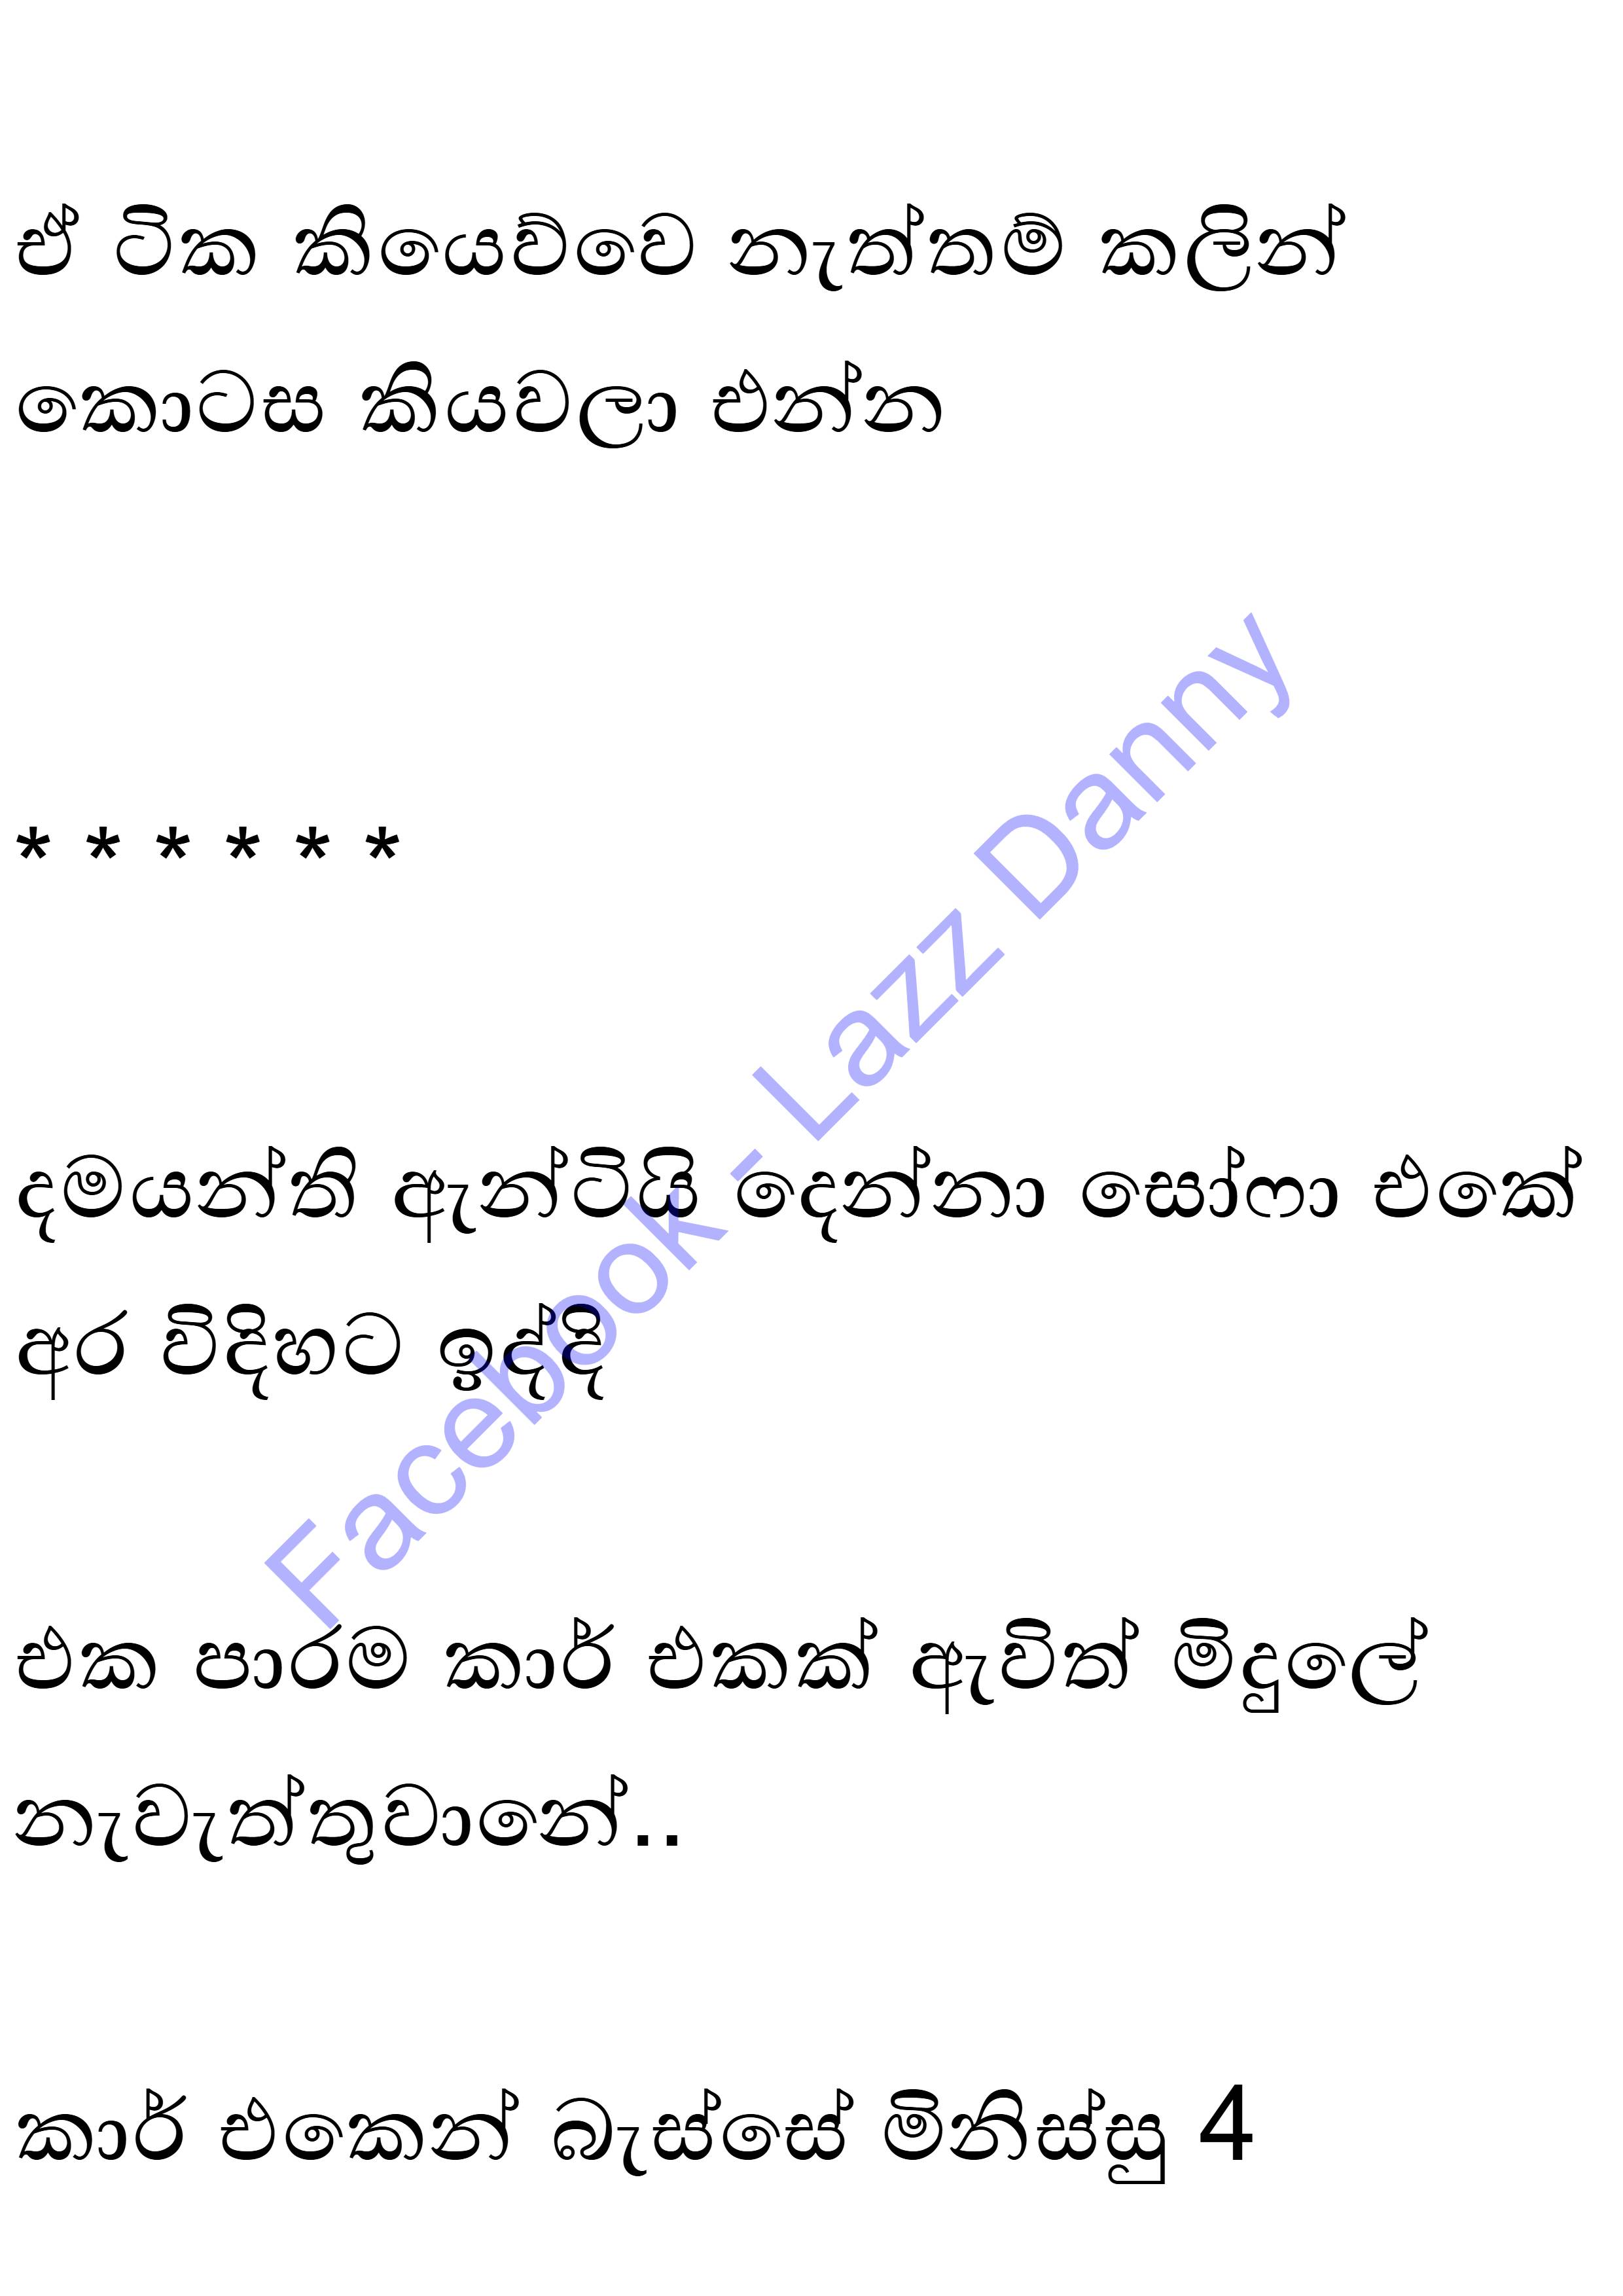 ඒ ටික කියෙව්වෙ නැත්තම් කලින්
කොටස කියවලා එන්න
* * * * * *
දමයන්ති ඇන්ටියි දෙන්නා සෝෆා එකේ
අර විදිහට ඉද්දි
එක පාරම කාර් එකක් ඇවිත් මිදුලේ
නැවැත්තුවානේ..
කාර් එකෙන් බැස්සේ මිනිස්සු 4
Facebook - Lazz Danny